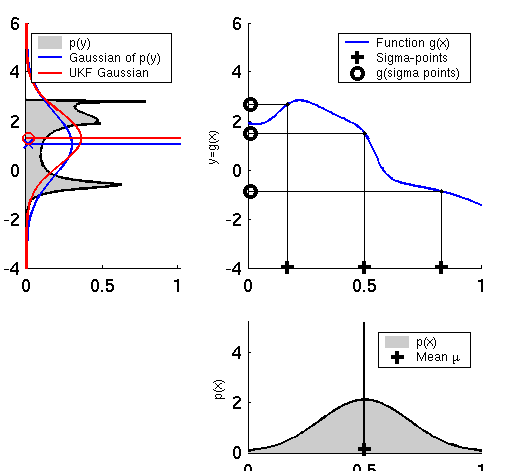 6
4
2
0
-2
-4
0
0.5
1
p(y)
Gaussian of p(y)
UKF Gaussian
6
4
2
0
-2
-4
0
0.5
1
y=g(x)
Function g(x)
Sigma-points
g(sigma points)
4
2
0
0
0.5
1
p(x)
p(x)
Mean μ